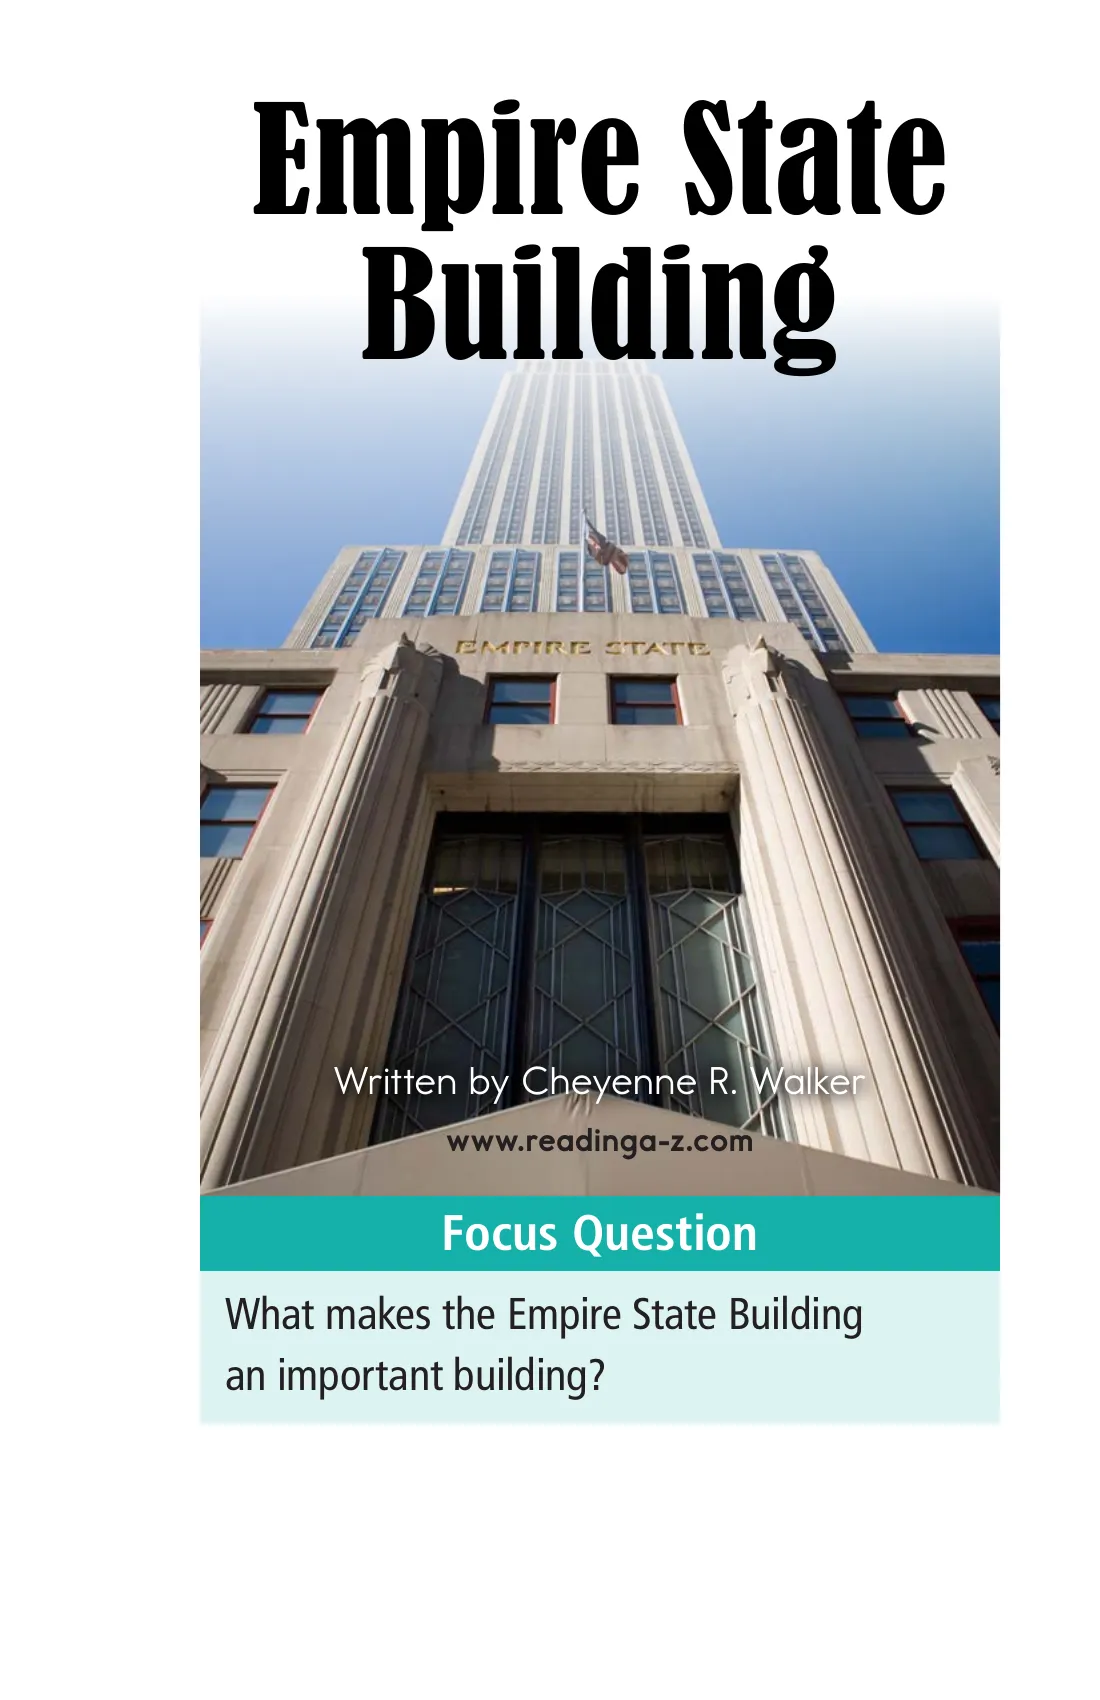 Empire State
Building
EMPIRE STATE
Written by Cheyenne R. Walker
www.readinga-z.com
Focus Question
What makes the Empire State Building
an important building?